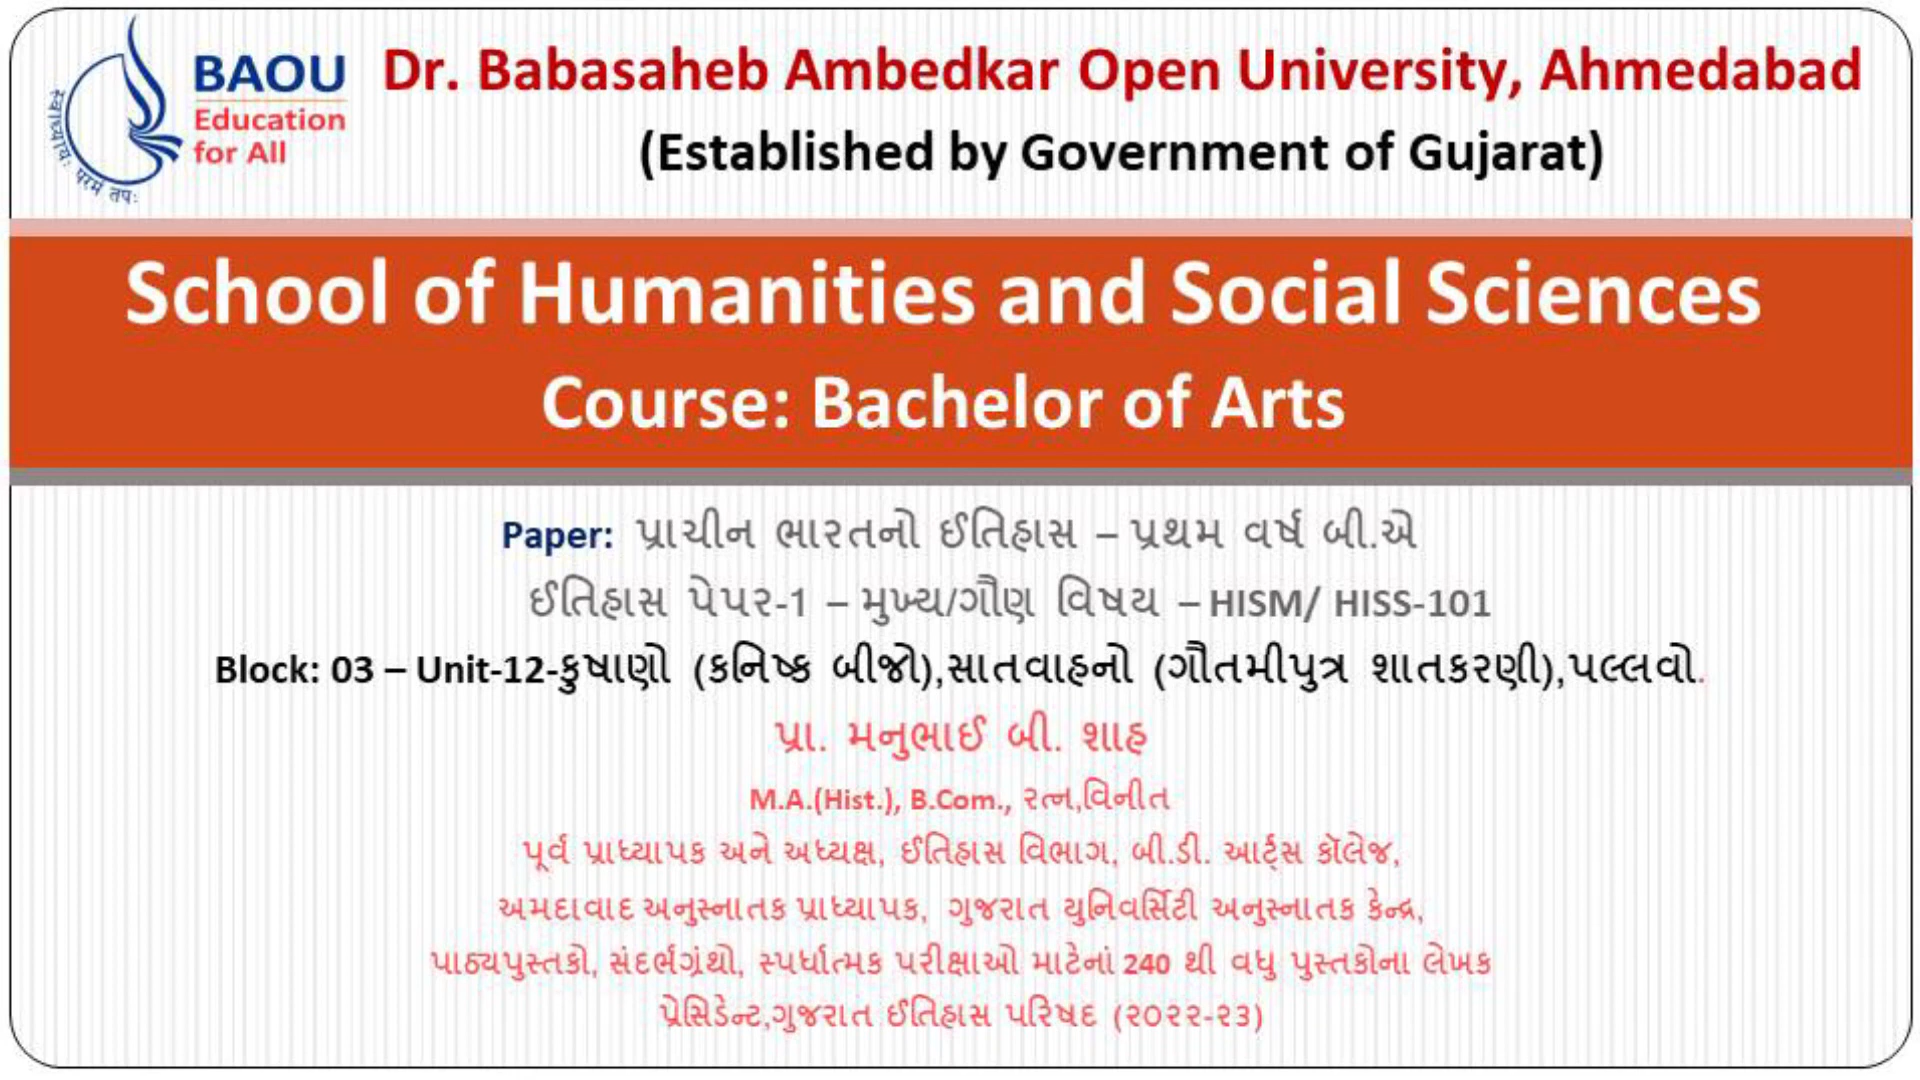 स्वाध्यायः परमं तपः
BAOU
Education
for All
Dr. Babasaheb Ambedkar Open University, Ahmedabad
(Established by Government of Gujarat)
School of Humanities and Social Sciences
Course: Bachelor of Arts
Paper: પ્રાચીન ભારતનો ઈતિહાસ – પ્રથમ વર્ષ બી.એ
ઈતિહાસ પેપર-1 – મુખ્ય/ગૌણ વિષય – HISM/ HISS-101
Block: 03 – Unit-12-કુષાણો (કનિષ્ક બીજો),સાતવાહનો (ગૌતમીપુત્ર શાતકરણી),પલ્લવો.
પ્રા. મનુભાઈ બી. શાહ
M.A.(Hist.), B.Com., રત્ન,વિનીત
પૂર્વ પ્રાધ્યાપક અને અધ્યક્ષ, ઈતિહાસ વિભાગ, બી.ડી. આર્ટ્સ કૉલેજ,
અમદાવાદ અનુસ્નાતક પ્રાધ્યાપક, ગુજરાત યુનિવર્સિટી અનુસ્નાતક કેન્દ્ર,
પાઠ્યપુસ્તકો, સંદર્ભગ્રંથો, સ્પર્ધાત્મક પરીક્ષાઓ માટેનાં 240 થી વધુ પુસ્તકોના લેખક
પ્રેસિડેન્ટ,ગુજરાત ઈતિહાસ પરિષદ (૨૦૨૨-૨૩)